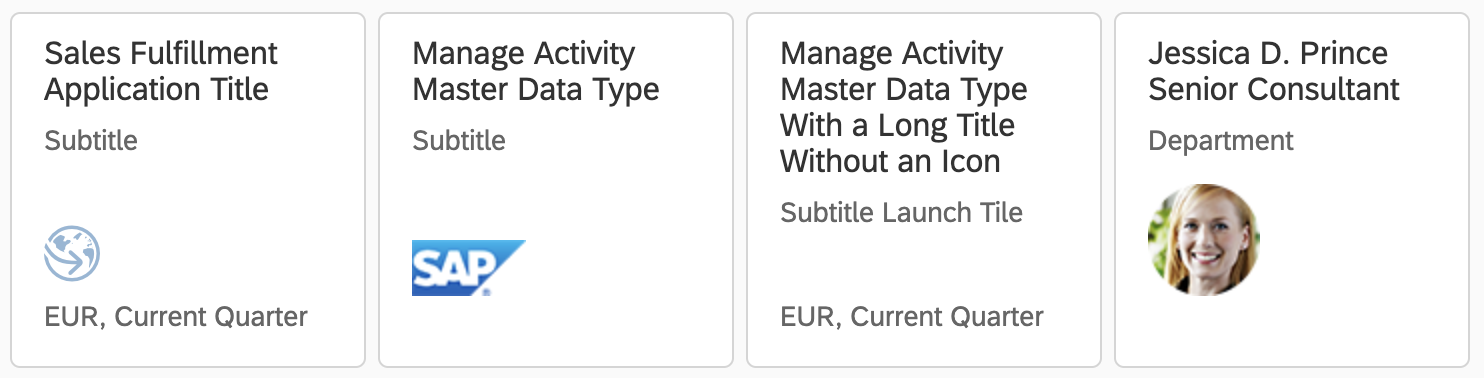 Sales Fulfillment
Application Title
Subtitle
EUR, Current Quarter
Manage Activity
Master Data Type
Subtitle
SAP®
Manage Activity
Master Data Type
With a Long Title
Without an Icon
Subtitle Launch Tile
EUR, Current Quarter
Jessica D. Prince
Senior Consultant
Department